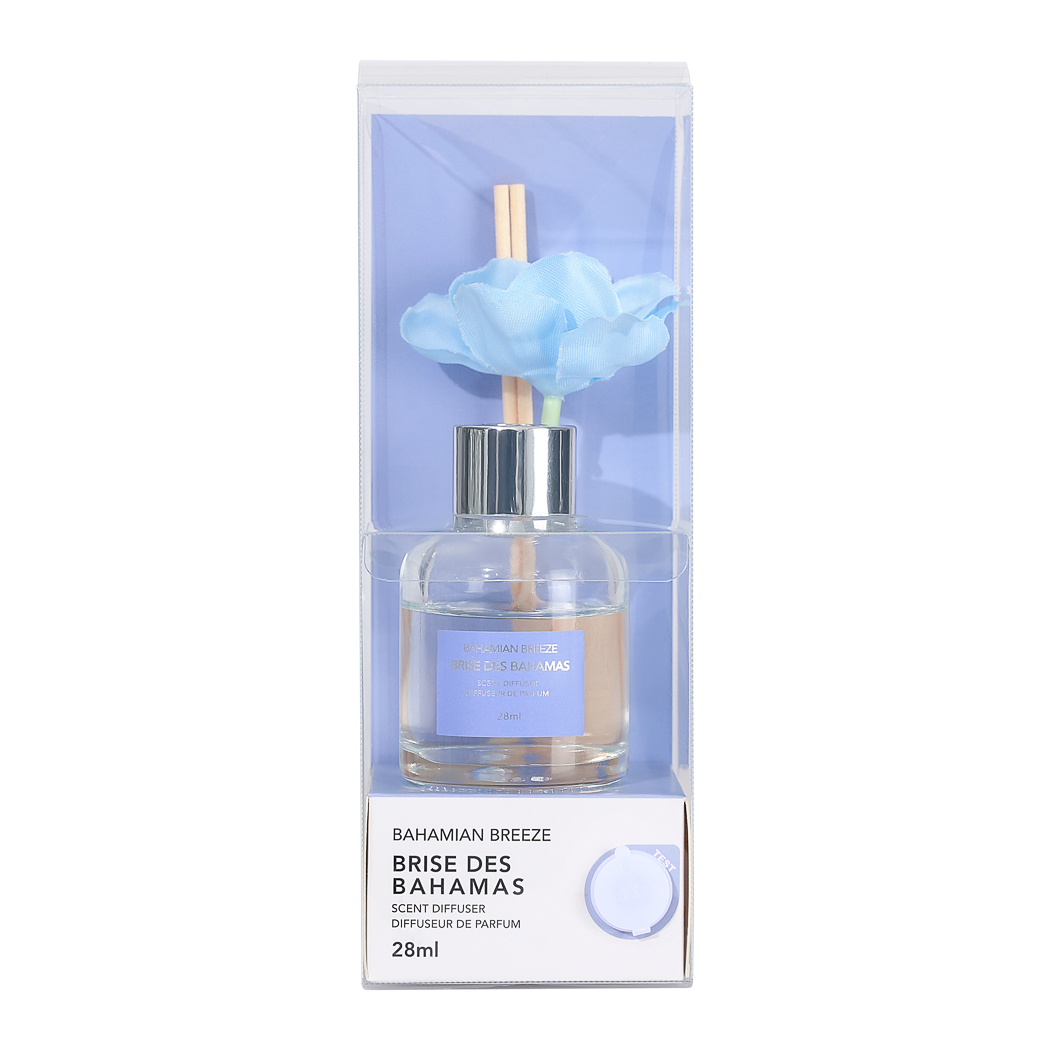 BAHAMIAN BREEZE
BRISE DES BAHAMAS
SCENT DIFFUSER
DIFFUSEUR DE PARFUM
28ml
BAHAMIAN BREEZE
BRISE DES
BAHAMAS
SCENT DIFFUSER
DIFFUSEUR DE PARFUM
28ml
TEST